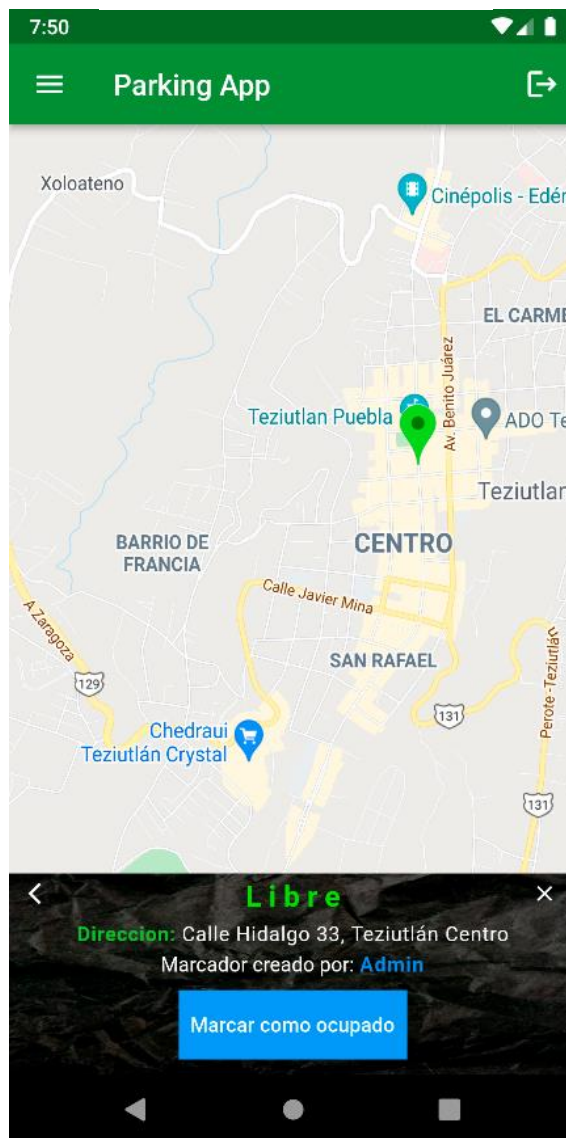 7:50
Parking App
Xoloateno
Cinépolis - Edén
EL CARME
Av. Benito Juárez
Teziutlan Puebla
ADO Te
Teziutlan
BARRIO DE
FRANCIA
CENTRO
Calle Javier Mina
A Zaragoza
SAN RAFAEL
129
131
Perote -Teziutlán
Chedraui
Teziutlán Crystal
131
Libre
Direccion: Calle Hidalgo 33, Teziutlán Centro
Marcador creado por: Admin
Marcar como ocupado